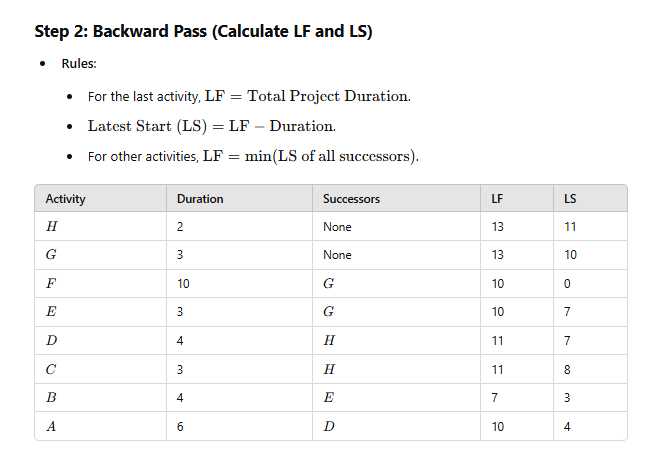 Step 2: Backward Pass (Calculate LF and LS)
• Rules:
• For the last activity, LF = Total Project Duration.
• Latest Start (LS) = LF − Duration.
• For other activities, LF = min(LS of all successors).
Activity Duration Successors LF LS
H 2 None 13 11
G 3 None 13 10
F 10 G 10 0
E 3 G 10 7
D 4 H 11 7
C 3 H 11 8
B 4 E 7 3
A 6 D 10 4